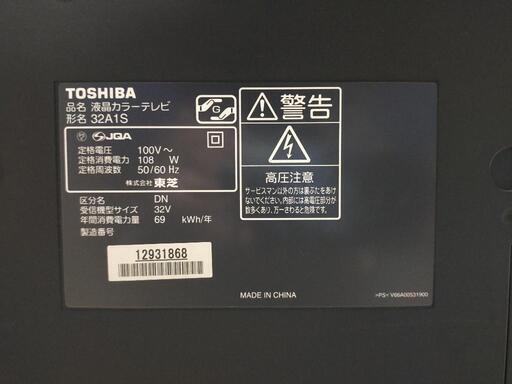 TOSHIBA
品名 液晶カラーテレビ
形名 32A1S
G
JQA
定格電圧 100V～
定格消費電力 108 W
定格周波数 50/60 Hz
株式会社 東芝
区分名 DN
受信機型サイズ 32V
年間消費電力量 69 kWh/年
製造番号
12931868
警告
高圧注意
サービスマン以外の方は裏ぶたをあけ
ないでください。内部には高電圧部分が
数多くあり、万一さわると危険です。
MADE IN CHINA
>PS< V66A00531900